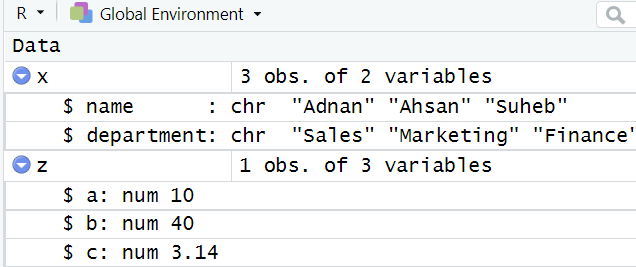 R Global Environment
Data
x 3 obs. of 2 variables
$ name      : chr  "Adnan" "Ahsan" "Suheb"
$ department: chr  "Sales" "Marketing" "Finance"
z 1 obs. of 3 variables
$ a: num 10
$ b: num 40
$ c: num 3.14